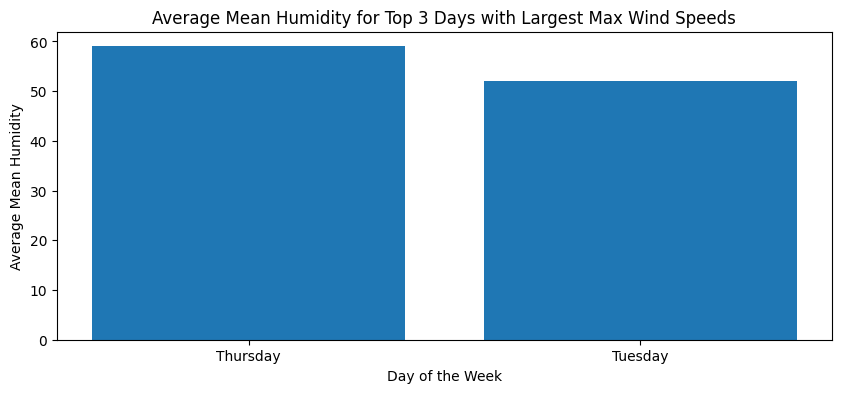 Average Mean Humidity for Top 3 Days with Largest Max Wind Speeds
60
50
40
30
20
10
0
Average Mean Humidity
Thursday
Tuesday
Day of the Week